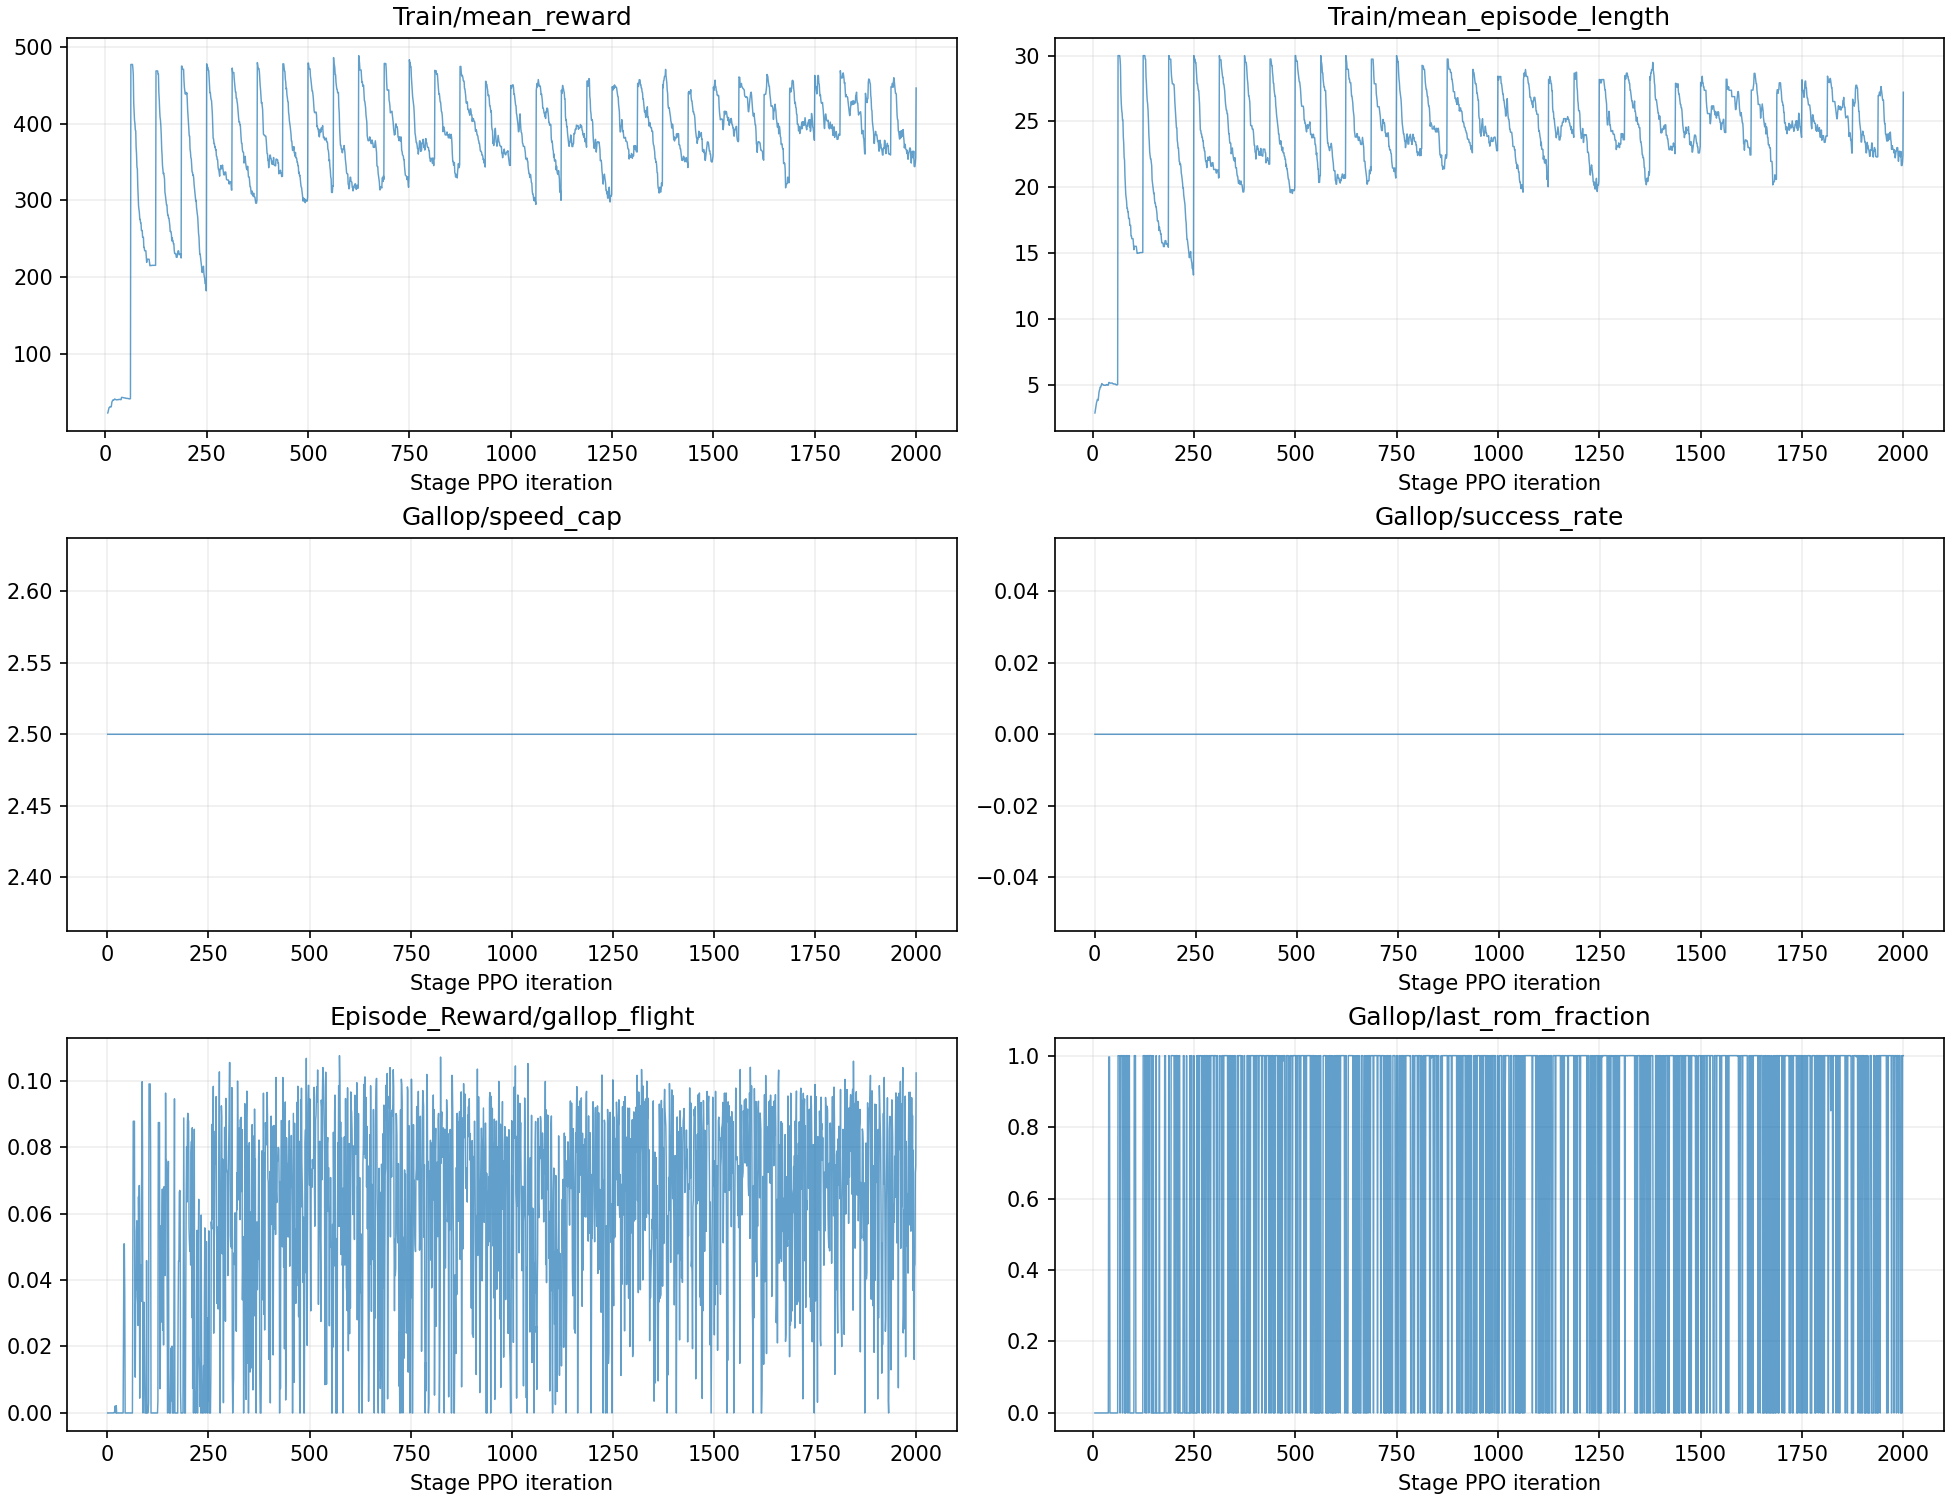 Train/mean_reward
500
400
300
200
100
0 250 500 750 1000 1250 1500 1750 2000
Stage PPO iteration
Train/mean_episode_length
30
25
20
15
10
5
0 250 500 750 1000 1250 1500 1750 2000
Stage PPO iteration
Gallop/speed_cap
2.60
2.55
2.50
2.45
2.40
0 250 500 750 1000 1250 1500 1750 2000
Stage PPO iteration
Gallop/success_rate
0.04
0.02
0.00
−0.02
−0.04
0 250 500 750 1000 1250 1500 1750 2000
Stage PPO iteration
Episode_Reward/gallop_flight
0.10
0.08
0.06
0.04
0.02
0.00
0 250 500 750 1000 1250 1500 1750 2000
Stage PPO iteration
Gallop/last_rom_fraction
1.0
0.8
0.6
0.4
0.2
0.0
0 250 500 750 1000 1250 1500 1750 2000
Stage PPO iteration